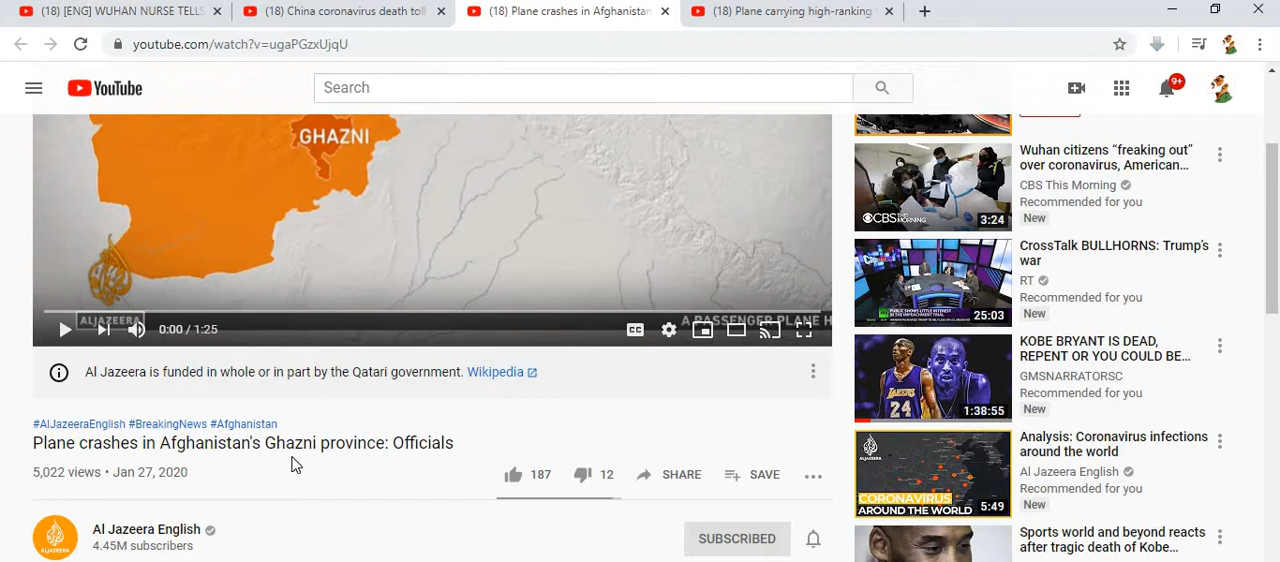 (18) [ENG] WUHAN NURSE TELLS
(18) China coronavirus death toll
(18) Plane crashes in Afghanistan
(18) Plane carrying high-ranking
youtube.com/watch?v=ugaPGzxUjqU
YouTube
Search
9+
GHAZNI
ALJAZEERA
A PASSENGER PLANE H
0:00 / 1:25
CC
Al Jazeera is funded in whole or in part by the Qatari government. Wikipedia
#AlJazeeraEnglish #BreakingNews #Afghanistan
Plane crashes in Afghanistan's Ghazni province: Officials
5,022 views • Jan 27, 2020
187
12
SHARE
SAVE
Al Jazeera English
4.45M subscribers
SUBSCRIBED
ALJAZEERA
CBS THIS MORNING
3:24
Wuhan citizens “freaking out”
over coronavirus, American...
CBS This Morning
Recommended for you
New
25:03
CrossTalk BULLHORNS: Trump’s
war
RT
Recommended for you
New
LAKERS
24
1:38:55
KOBE BRYANT IS DEAD,
REPENT OR YOU COULD BE...
GMSNARRATORSC
Recommended for you
New
CORONAVIRUS
AROUND THE WORLD
5:49
Analysis: Coronavirus infections
around the world
Al Jazeera English
Recommended for you
New
Sports world and beyond reacts
after tragic death of Kobe...